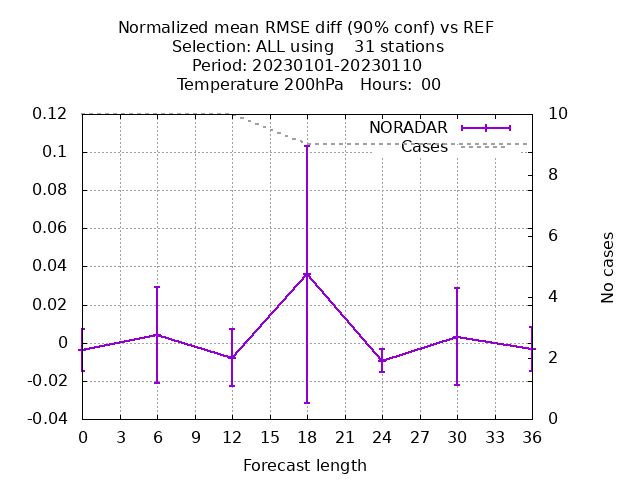 Normalized mean RMSE diff (90% conf) vs REF
Selection: ALL using    31 stations
Period: 20230101-20230110
Temperature 200hPa   Hours:  00
0.12
0.1
0.08
0.06
0.04
0.02
0
-0.02
-0.04
NORADAR
Cases
10
8
6
4
2
0
No cases
0 3 6 9 12 15 18 21 24 27 30 33 36
Forecast length